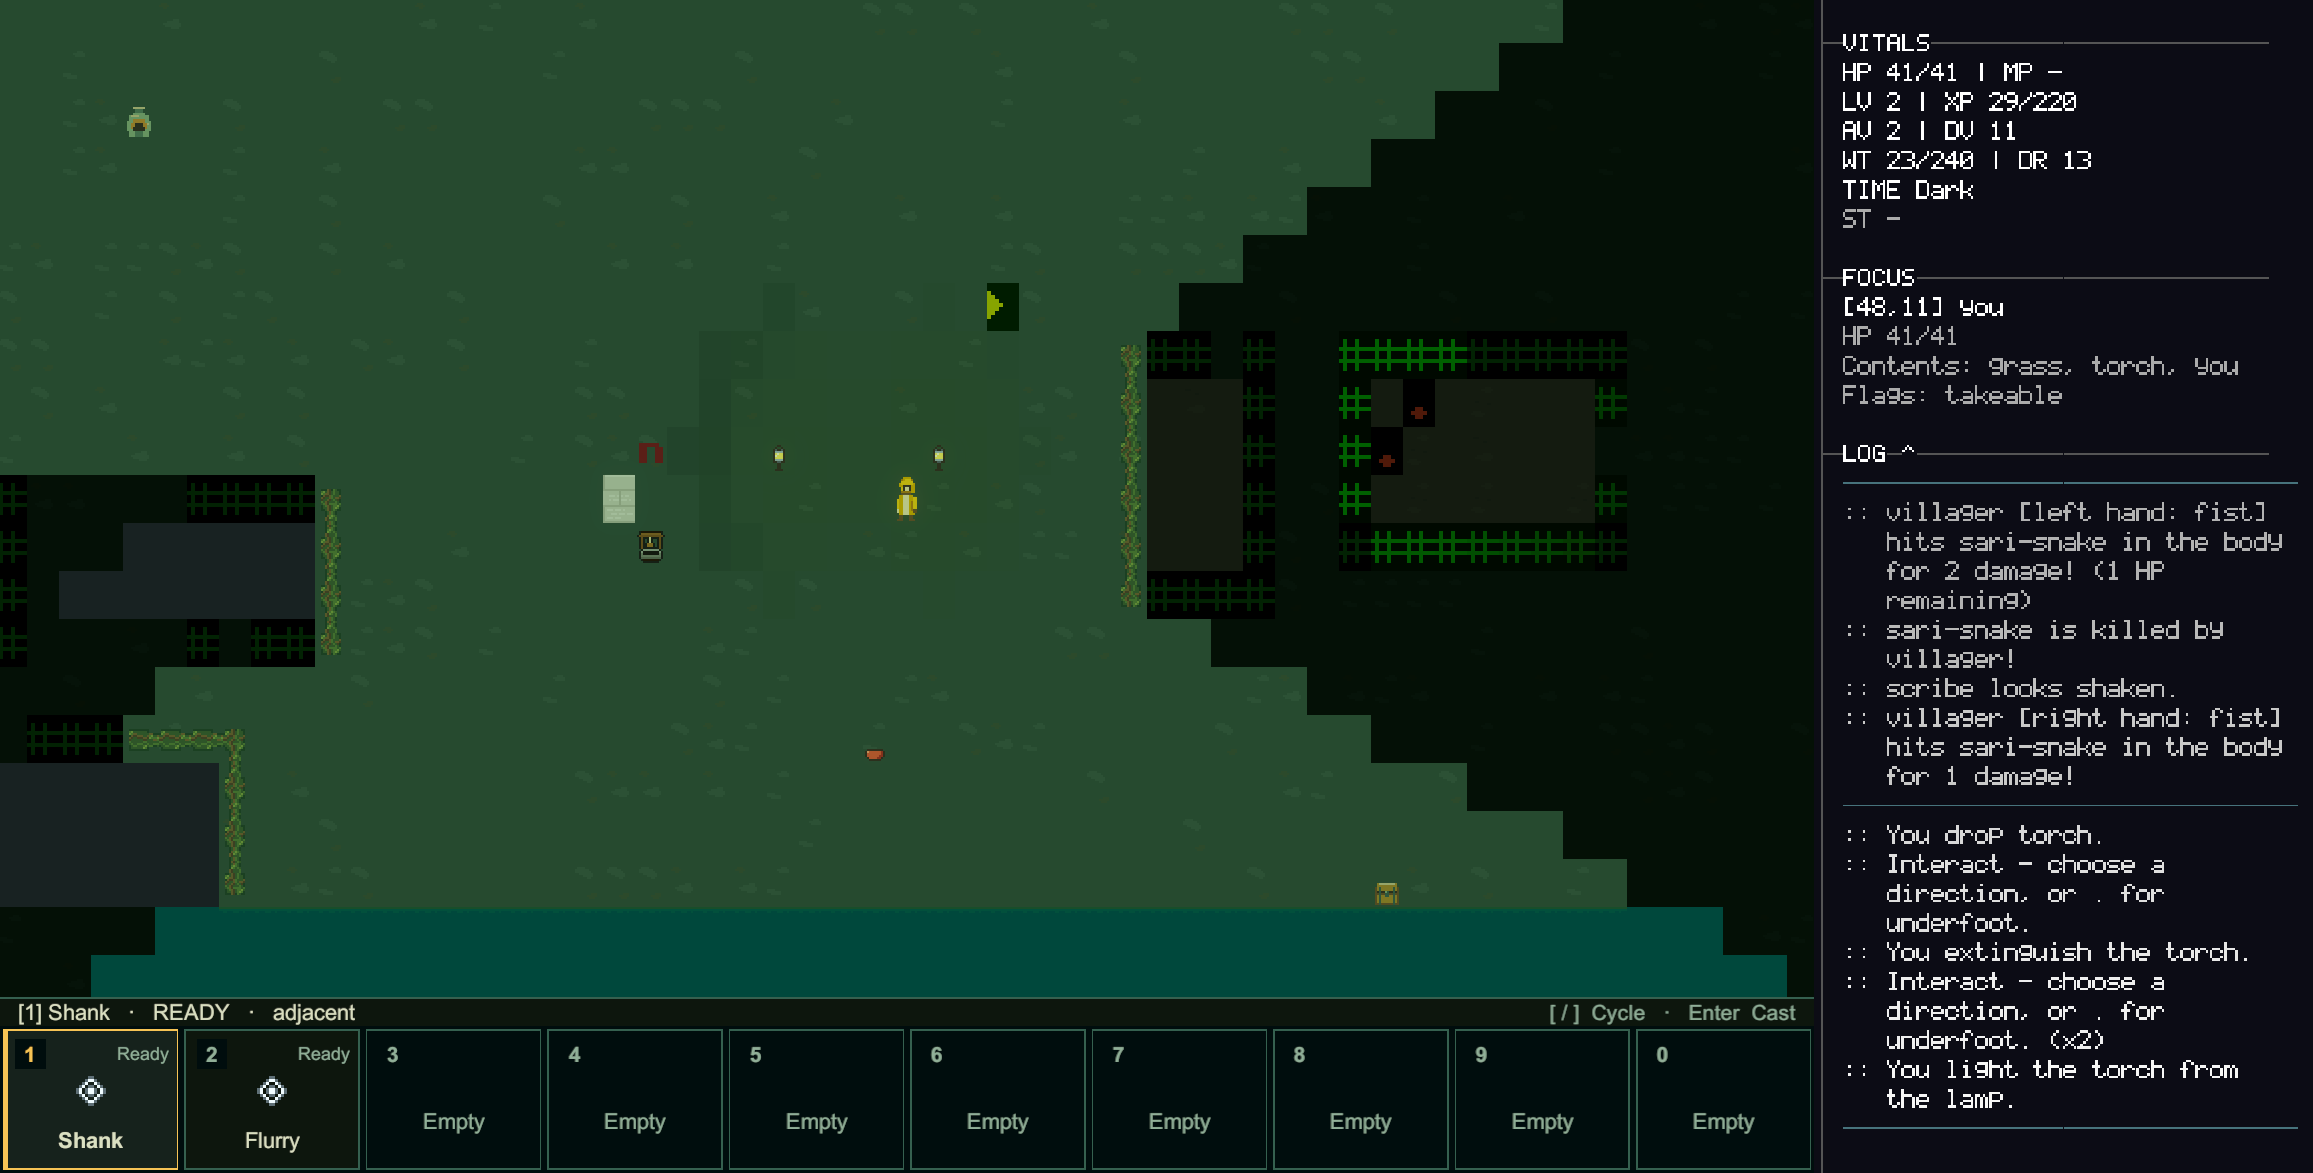 VITALS
HP 41/41 | MP -
LV 2 | XP 29/220
AV 2 | DV 11
WT 23/240 | DR 13
TIME Dark
ST -
FOCUS
[48,11] You
HP 41/41
Contents: grass, torch, You
Flags: takeable
LOG ^
:: villager [left hand: fist]
hits sari-snake in the body
for 2 damage! (1 HP
remaining)
:: sari-snake is killed by
villager!
:: scribe looks shaken.
:: villager [right hand: fist]
hits sari-snake in the body
for 1 damage!
:: You drop torch.
:: Interact - choose a
direction, or . for
underfoot.
:: You extinguish the torch.
:: Interact - choose a
direction, or . for
underfoot. (x2)
:: You light the torch from
the lamp.
[1] Shank · READY · adjacent
[ / ] Cycle · Enter Cast
1 Ready
Shank
2 Ready
Flurry
3
Empty
4
Empty
5
Empty
6
Empty
7
Empty
8
Empty
9
Empty
0
Empty